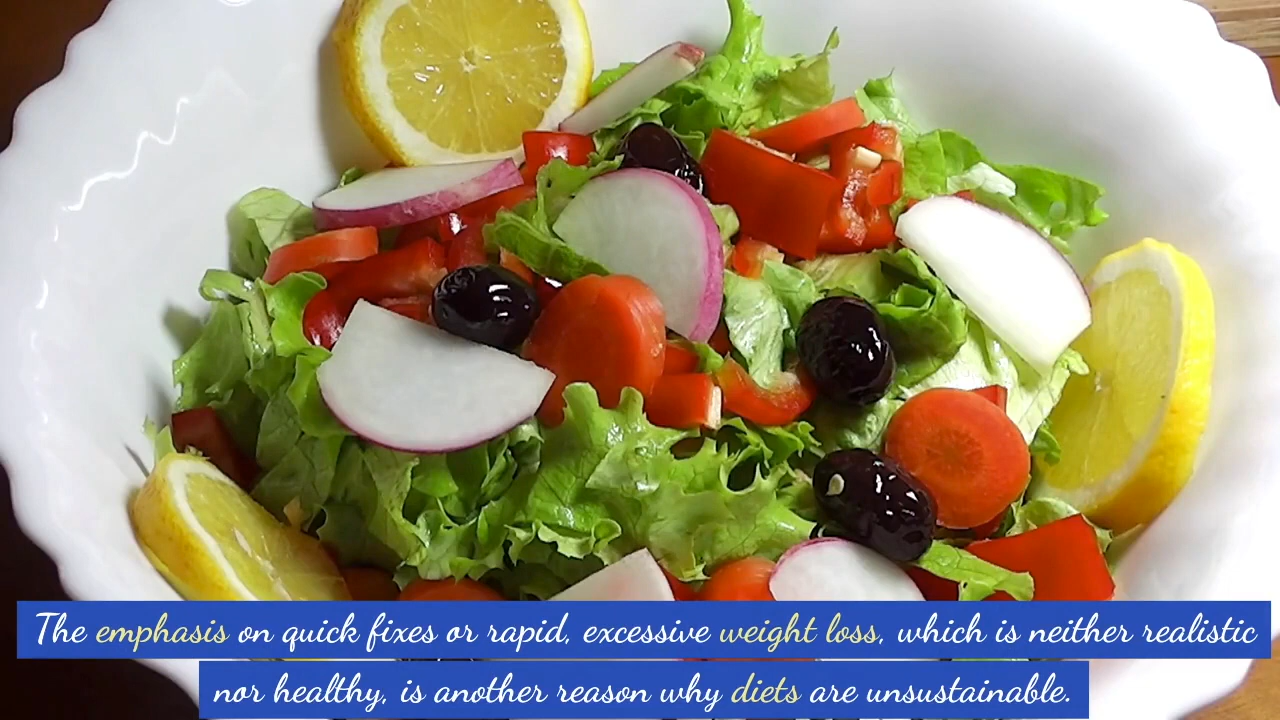 The emphasis on quick fixes or rapid, excessive weight loss, which is neither realistic
nor healthy, is another reason why diets are unsustainable.